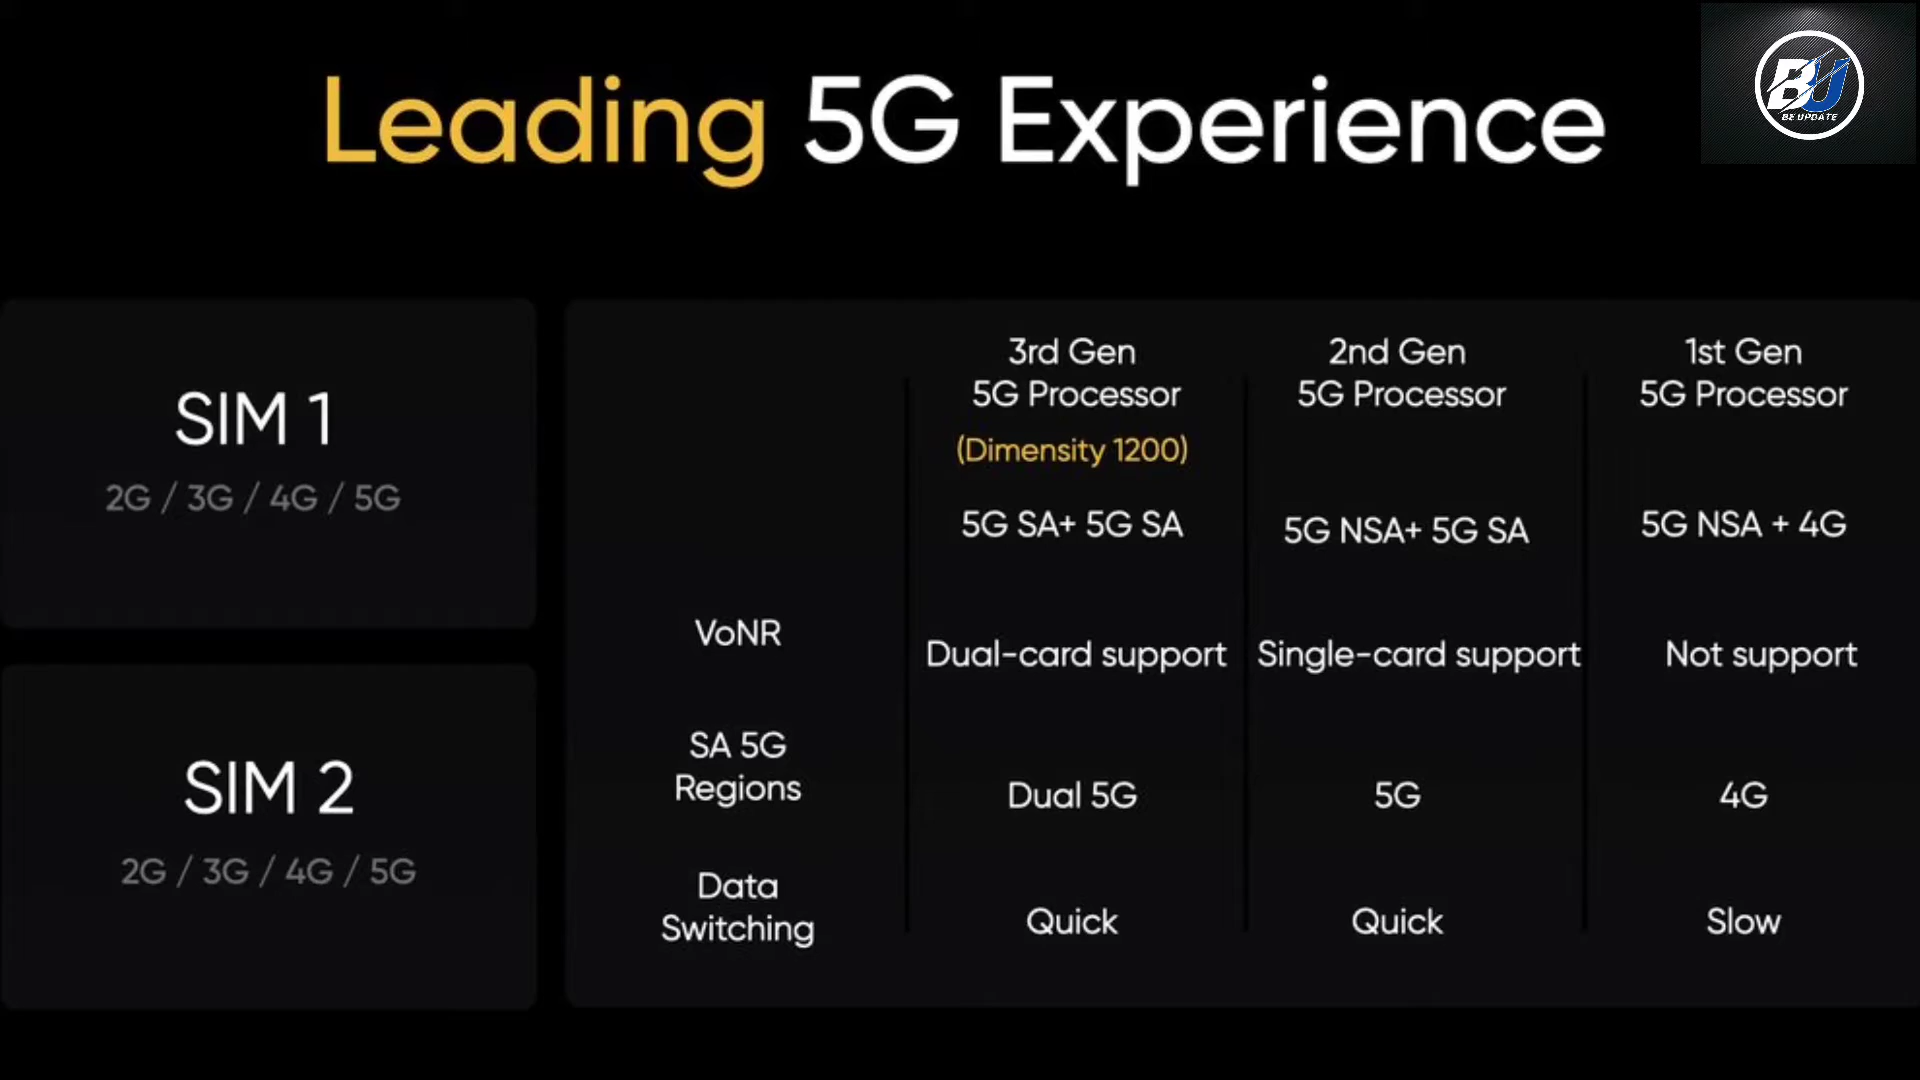 Leading 5G Experience
BU
BE UPDATE
SIM 1
2G / 3G / 4G / 5G
SIM 2
2G / 3G / 4G / 5G
3rd Gen
5G Processor
(Dimensity 1200)
2nd Gen
5G Processor
1st Gen
5G Processor
5G SA+ 5G SA
5G NSA+ 5G SA
5G NSA + 4G
VoNR
Dual-card support
Single-card support
Not support
SA 5G
Regions
Dual 5G
5G
4G
Data
Switching
Quick
Quick
Slow